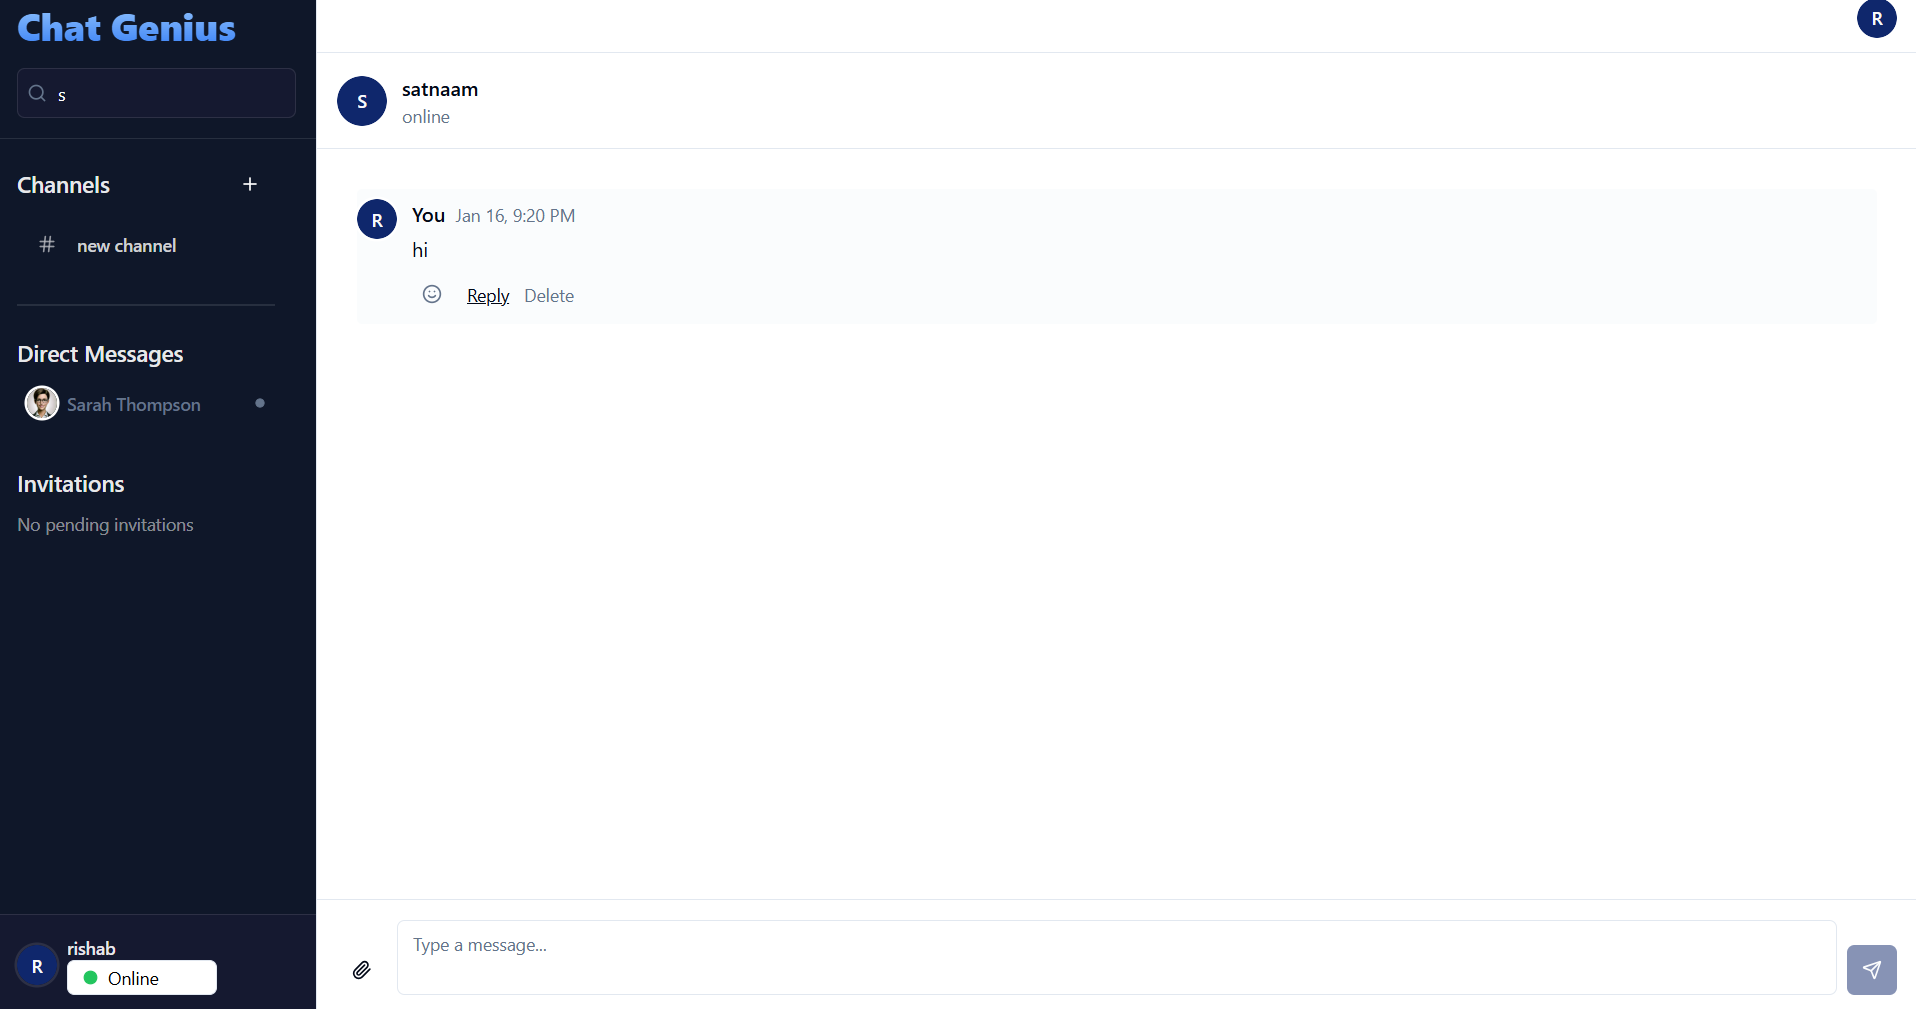 Chat Genius
s
Channels
+
# new channel
Direct Messages
Sarah Thompson
Invitations
No pending invitations
R
rishab
Online
R
S
satnaam
online
R
You Jan 16, 9:20 PM
hi
Reply Delete
Type a message...